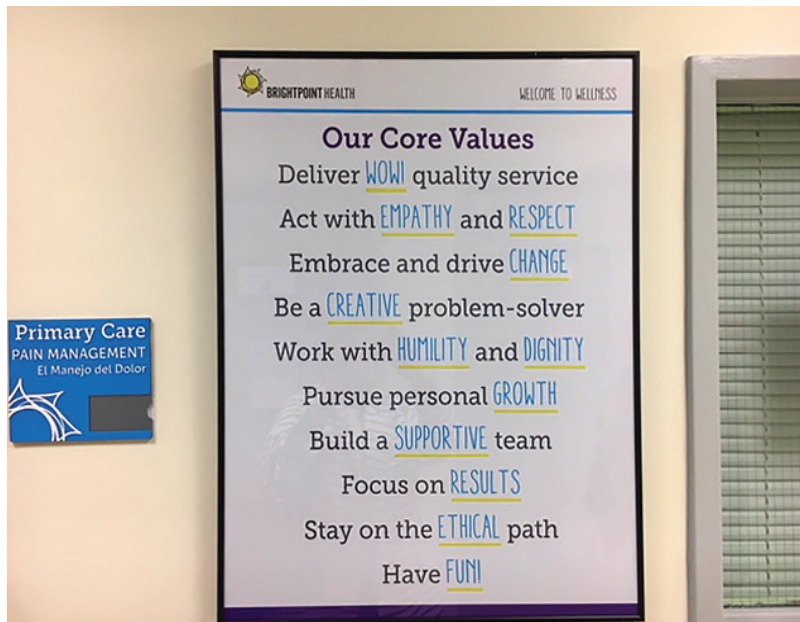 BRIGHTPOINT HEALTH
WELCOME TO WELLNESS
Our Core Values
Deliver WOW! quality service
Act with EMPATHY and RESPECT
Embrace and drive CHANGE
Be a CREATIVE problem-solver
Work with HUMILITY and DIGNITY
Pursue personal GROWTH
Build a SUPPORTIVE team
Focus on RESULTS
Stay on the ETHICAL path
Have FUN!
Primary Care
PAIN MANAGEMENT
El Manejo del Dolor